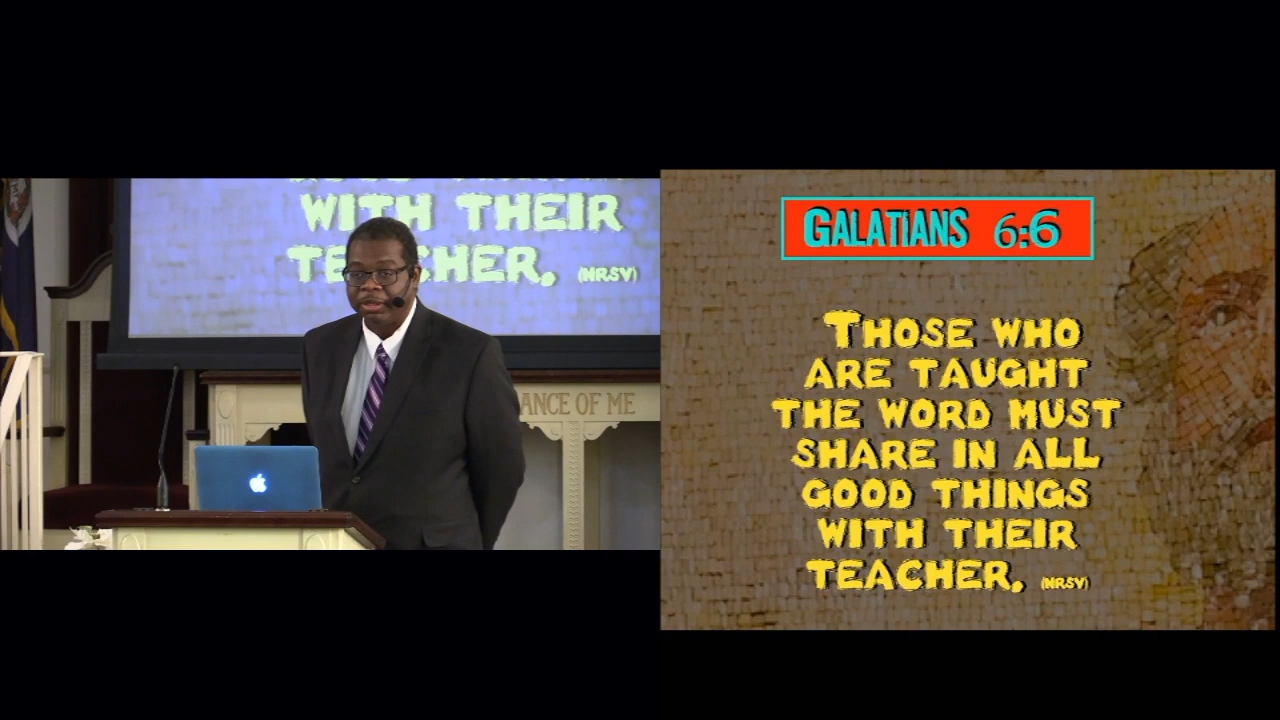 WITH THEIR
TEACHER. (NRSV)
ANCE OF ME
GALATIANS 6:6
THOSE WHO
ARE TAUGHT
THE WORD MUST
SHARE IN ALL
GOOD THINGS
WITH THEIR
TEACHER. (NRSV)